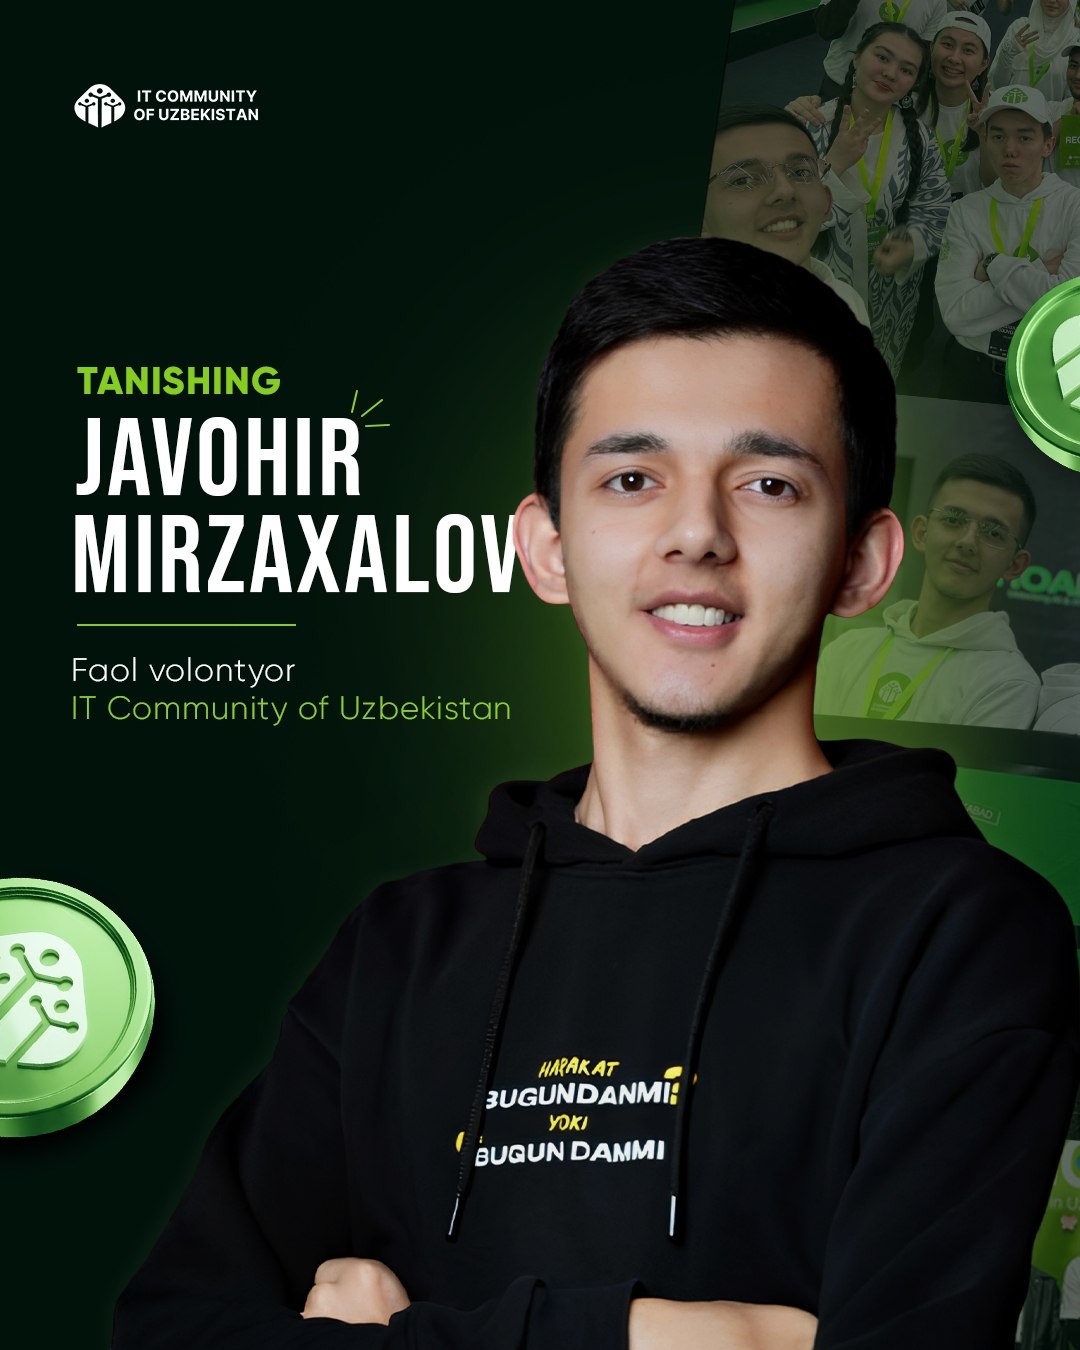 IT COMMUNITY
OF UZBEKISTAN
TANISHING
JAVOHIR
MIRZAXALOV
Faol volontyor
IT Community of Uzbekistan
HARAKAT
BUGUNDANMI?
YOKI
BUGUN DAMMI